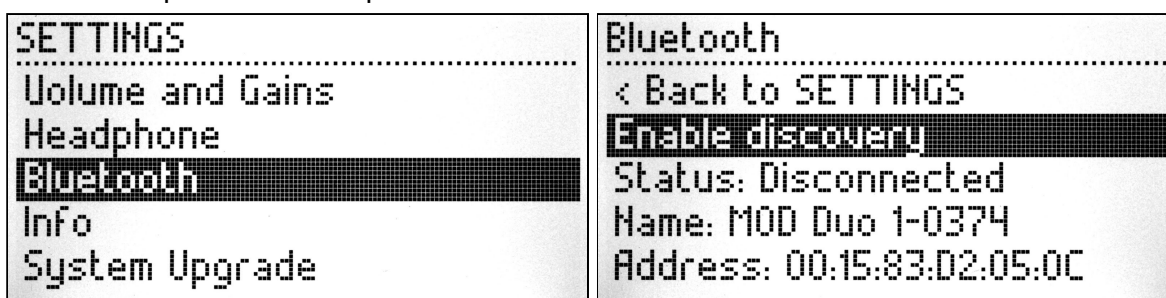 SETTINGS
Volume and Gains
Headphone
Bluetooth
Info
System Upgrade
Bluetooth
< Back to SETTINGS
Enable discovery
Status: Disconnected
Name: MOD Duo 1-0374
Address: 00:15:83:D2:05:0C